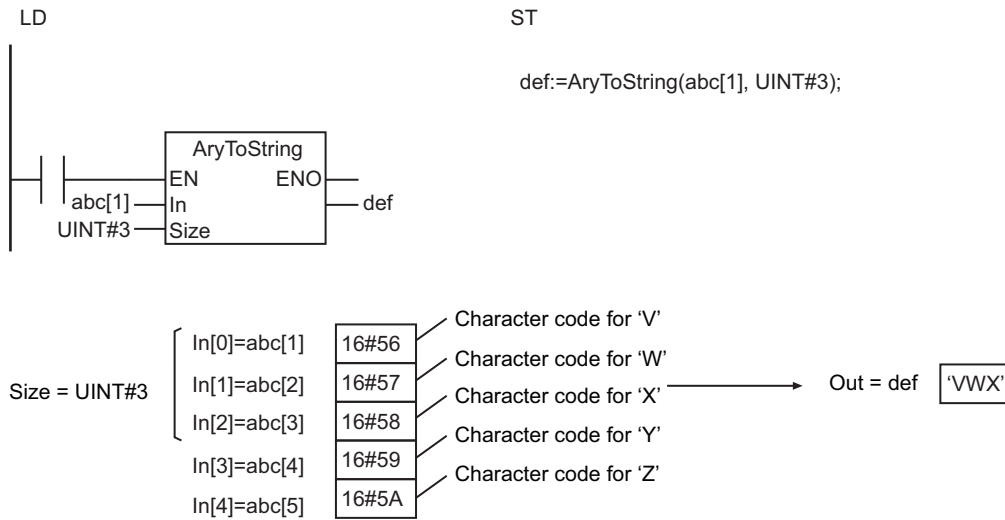 LD
ST
def:=AryToString(abc[1], UINT#3);
AryToString
EN ENO
abc[1] In def
UINT#3 Size
Size = UINT#3
In[0]=abc[1] 16#56 Character code for ‘V’
In[1]=abc[2] 16#57 Character code for ‘W’
In[2]=abc[3] 16#58 Character code for ‘X’
In[3]=abc[4] 16#59 Character code for ‘Y’
In[4]=abc[5] 16#5A Character code for ‘Z’
Out = def ‘VWX’